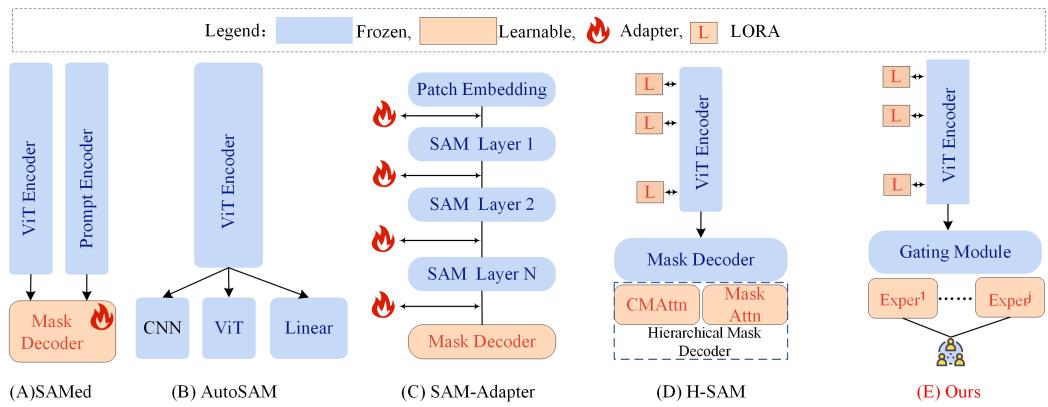 Legend: Frozen, Learnable, Adapter, L LORA
ViT Encoder
Prompt Encoder
Mask
Decoder
(A)SAMed
ViT Encoder
CNN
ViT
Linear
(B) AutoSAM
Patch Embedding
SAM Layer 1
SAM Layer 2
SAM Layer N
Mask Decoder
(C) SAM-Adapter
L
L
L
ViT Encoder
Mask Decoder
CMAttn
Mask
Attn
Hierarchical Mask
Decoder
(D) H-SAM
L
L
L
ViT Encoder
Gating Module
Exper¹ ...... Experʲ
(E) Ours